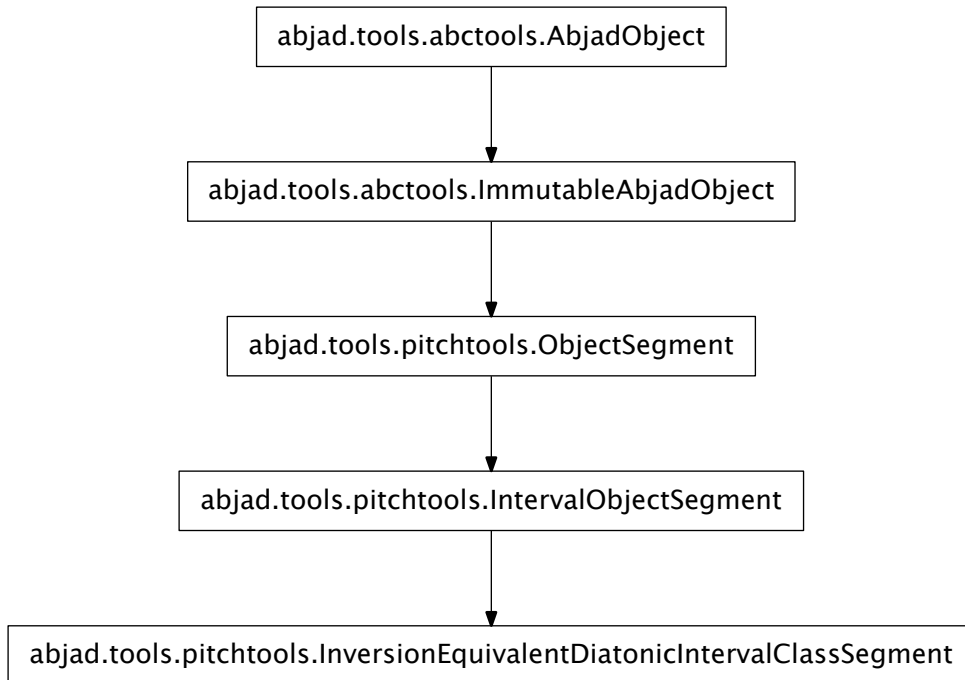 abjad.tools.abctools.AbjadObject
abjad.tools.abctools.ImmutableAbjadObject
abjad.tools.pitchtools.ObjectSegment
abjad.tools.pitchtools.IntervalObjectSegment
abjad.tools.pitchtools.InversionEquivalentDiatonicIntervalClassSegment